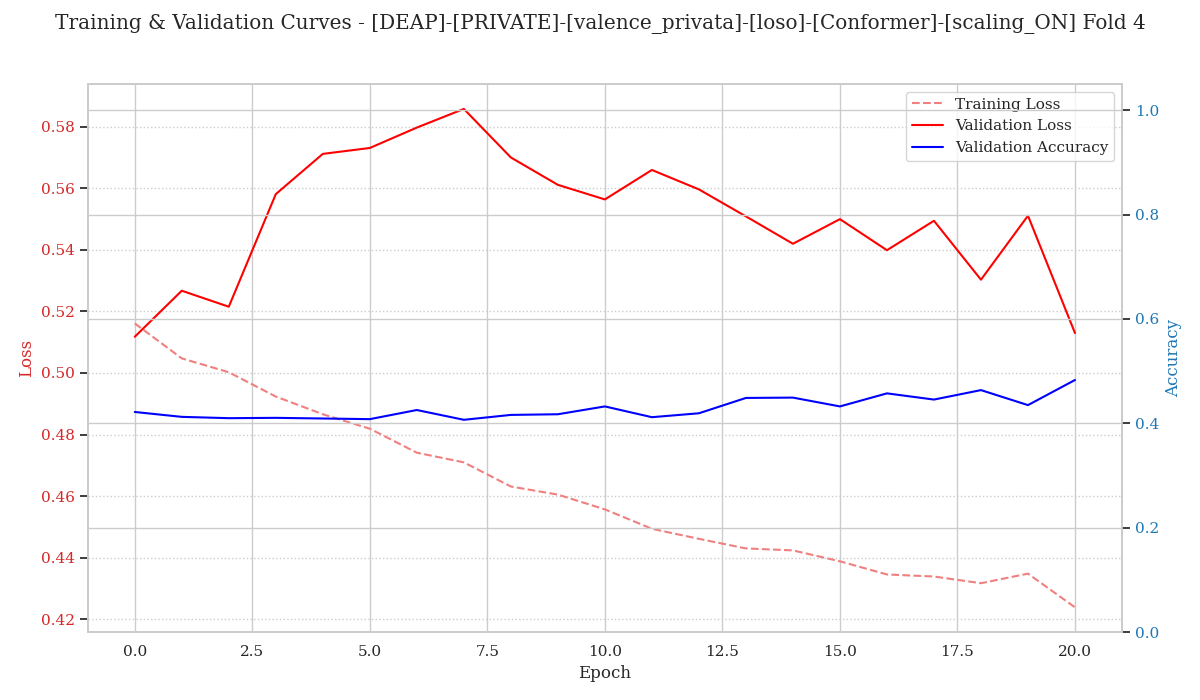 Training & Validation Curves - [DEAP]-[PRIVATE]-[valence_privata]-[loso]-[Conformer]-[scaling_ON] Fold 4
Training Loss
Validation Loss
Validation Accuracy
Loss
0.58
0.56
0.54
0.52
0.50
0.48
0.46
0.44
0.42
1.0
0.8
0.6
0.4
0.2
0.0
Accuracy
0.0 2.5 5.0 7.5 10.0 12.5 15.0 17.5 20.0
Epoch